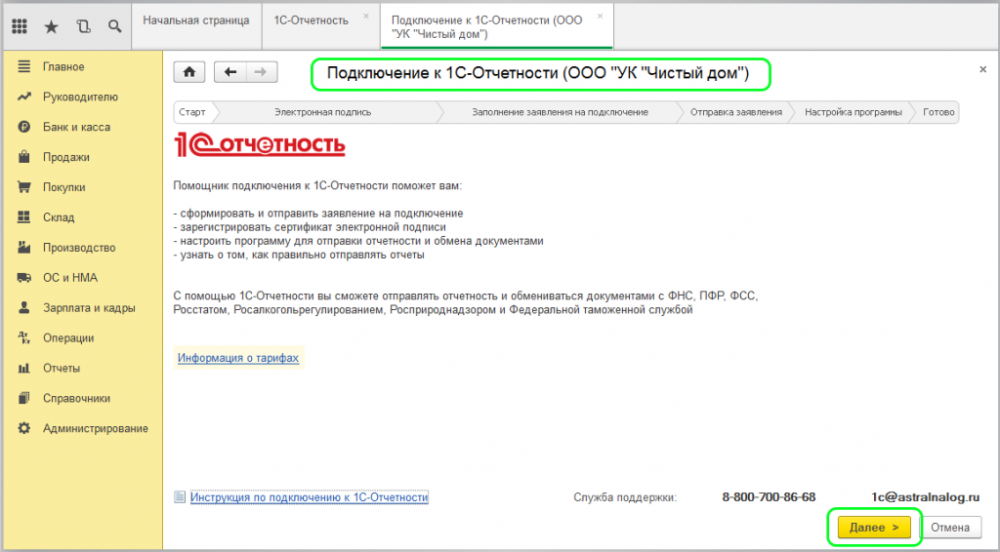 Начальная страница
1С-Отчетность
Подключение к 1С-Отчетности (ООО
"УК "Чистый дом")
Главное
Руководителю
Банк и касса
Продажи
Покупки
Склад
Производство
ОС и НМА
Зарплата и кадры
Дт
Кт
Операции
Отчеты
Справочники
Администрирование
Подключение к 1С-Отчетности (ООО "УК "Чистый дом")
Старт
Электронная подпись
Заполнение заявления на подключение
Отправка заявления
Настройка программы
Готово
1С отчетность
Помощник подключения к 1С-Отчетности поможет вам:
- сформировать и отправить заявление на подключение
- зарегистрировать сертификат электронной подписи
- настроить программу для отправки отчетности и обмена документами
- узнать о том, как правильно отправлять отчеты
С помощью 1С-Отчетности вы сможете отправлять отчетность и обмениваться документами с ФНС, ПФР, ФСС,
Росстатом, Росалкогольрегулированием, Росприроднадзором и Федеральной таможенной службой
Информация о тарифах
Инструкция по подключению к 1С-Отчетности
Служба поддержки:
8-800-700-86-68
1c@astralnalog.ru
Далее >
Отмена